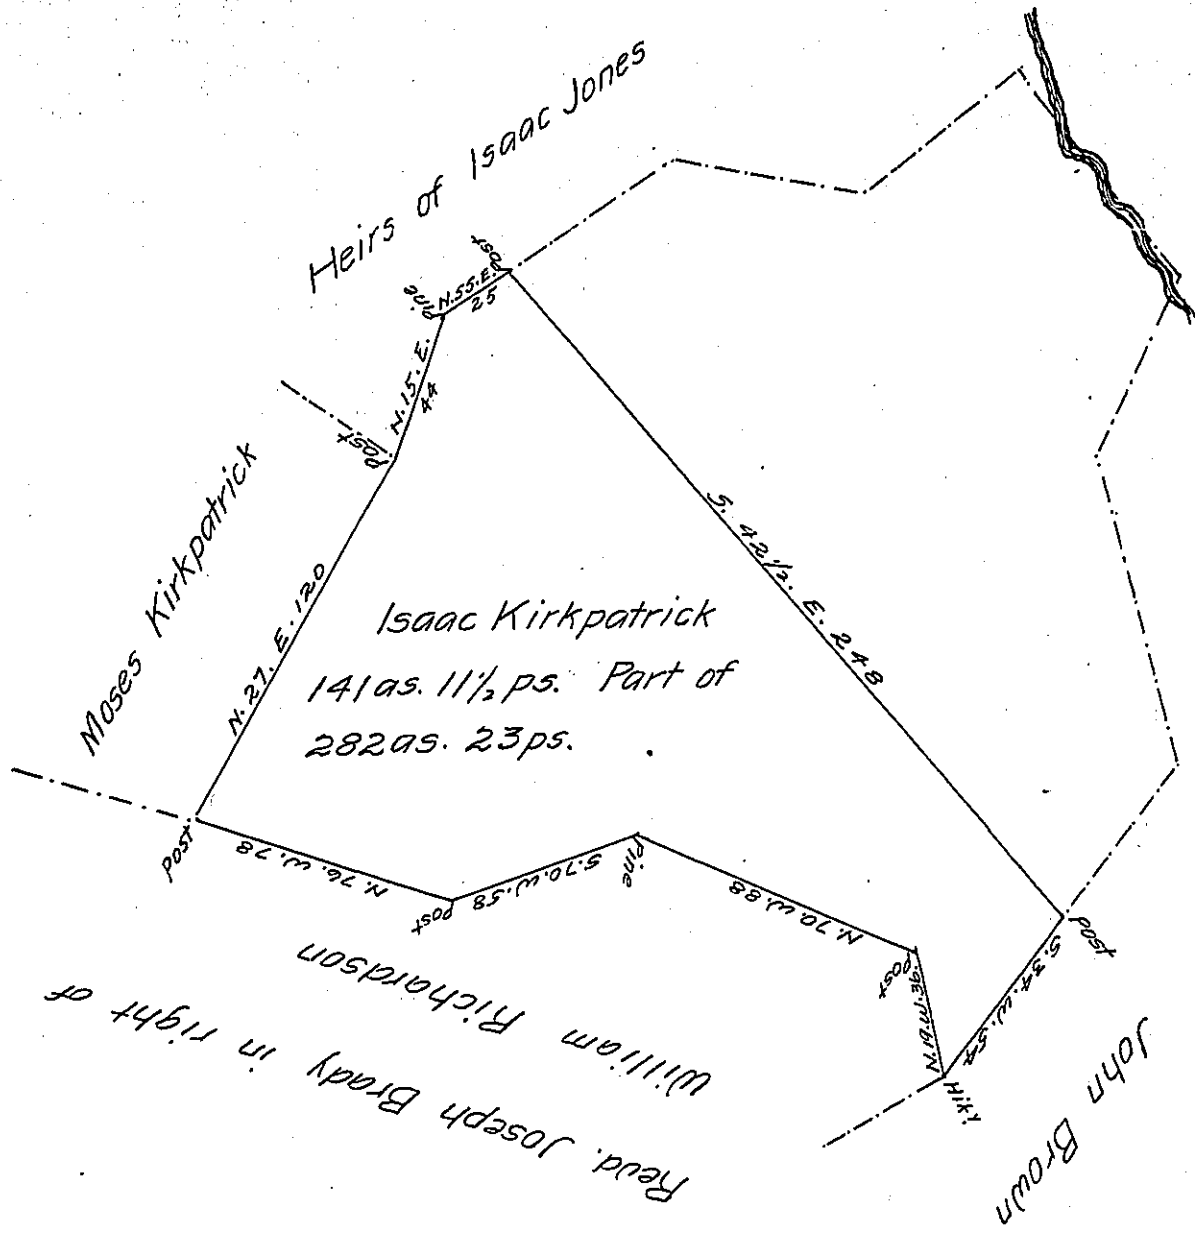 Heirs of Isaac Jones
Post
Pine
N.55.E.
25
N.15.E.
44
Post
Moses Kirkpatrick
N.27.E.120
S.42½.E.248
Isaac Kirkpatrick
141as. 11½ps. Part of
282as. 23ps.
post
N.76.W.78
Post
S.70.W.58
Pine
N.70.W.88
Post
N.19.W.36.
Hiky.
S.34.W.54
post
John Brown
Revd. Joseph Brady in right of
William Richardson